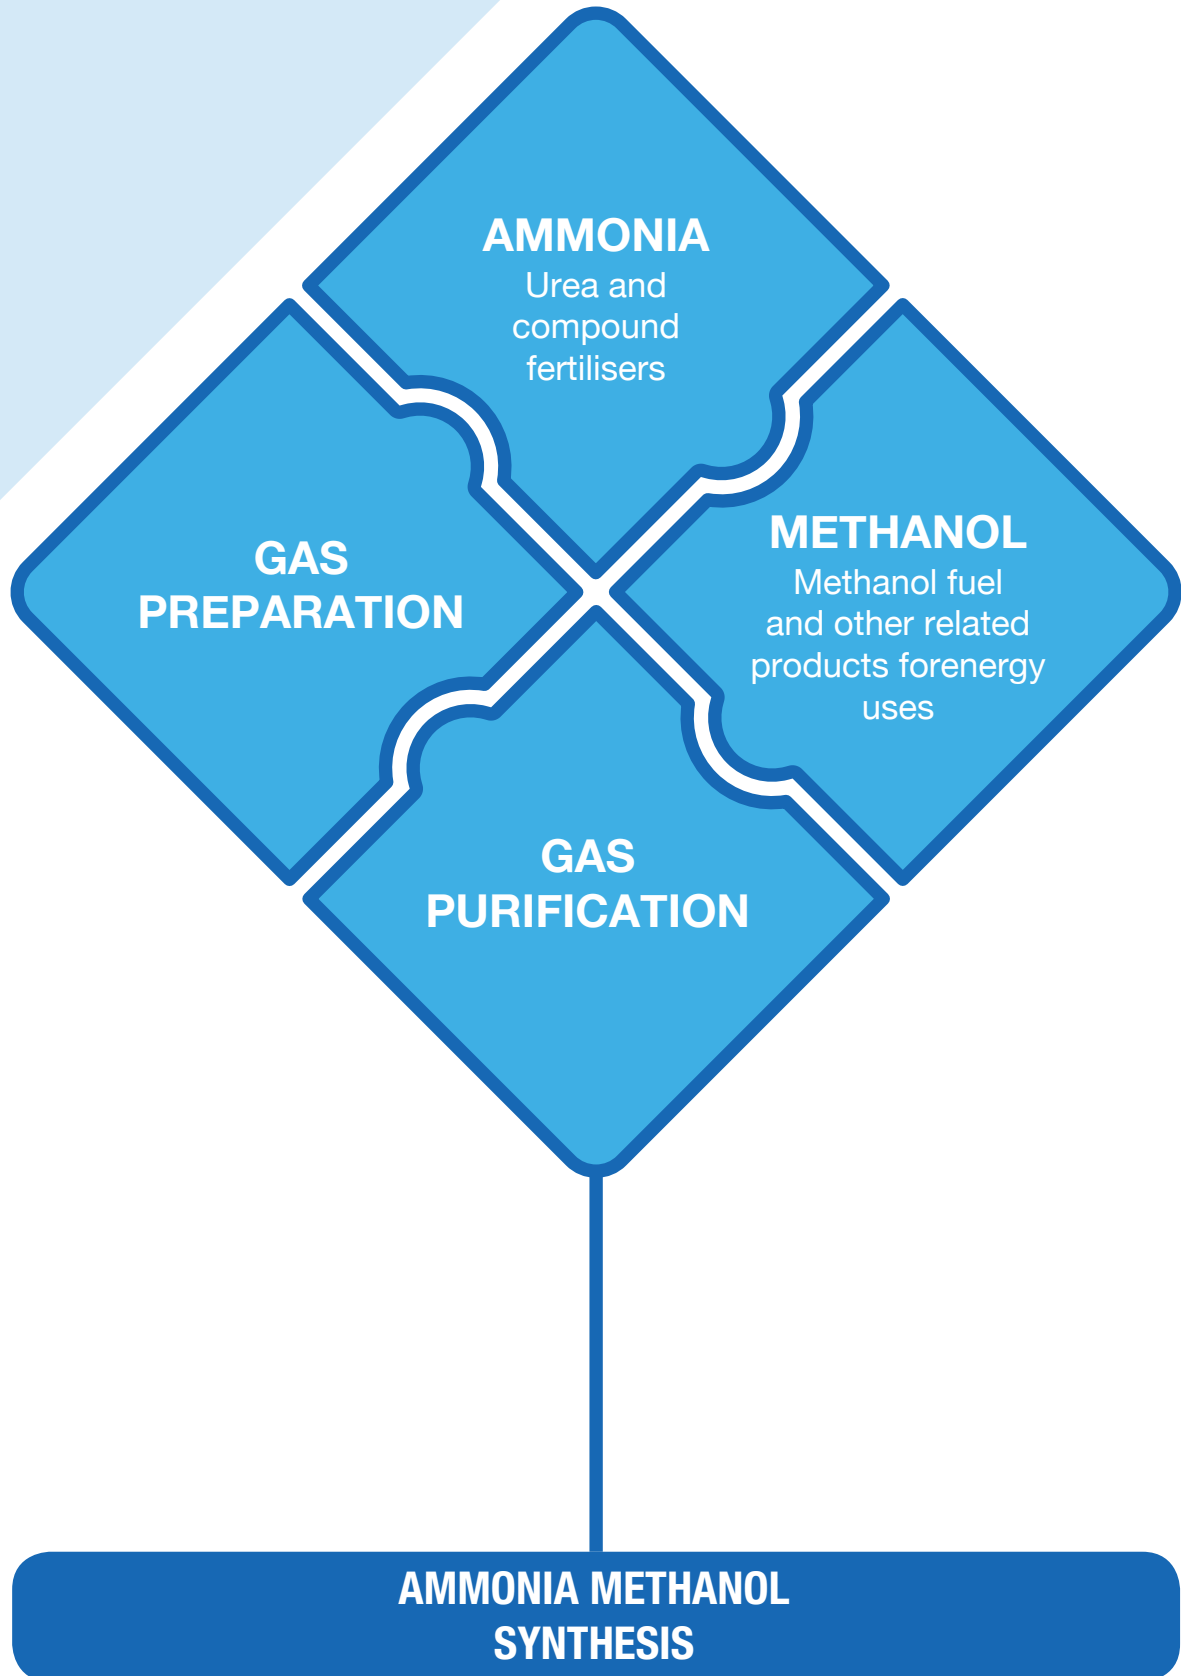 AMMONIA
Urea and
compound
fertilisers
GAS
PREPARATION
METHANOL
Methanol fuel
and other related
products forenergy
uses
GAS
PURIFICATION
AMMONIA METHANOL
SYNTHESIS